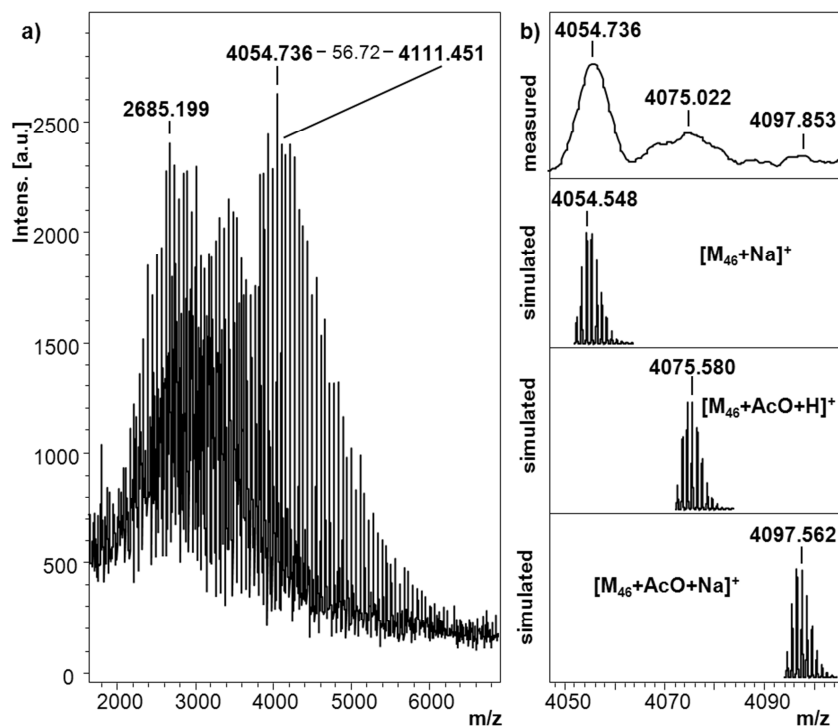 a)
4054.736 – 56.72 – 4111.451
2685.199
Intens. [a.u.]
2500
2000
1500
1000
500
0
2000 3000 4000 5000 6000
m/z
b)
4054.736
4075.022
4097.853
measured
4054.548
[M46+Na]+
simulated
4075.580
[M46+AcO+H]+
simulated
4097.562
[M46+AcO+Na]+
simulated
4050 4070 4090
m/z